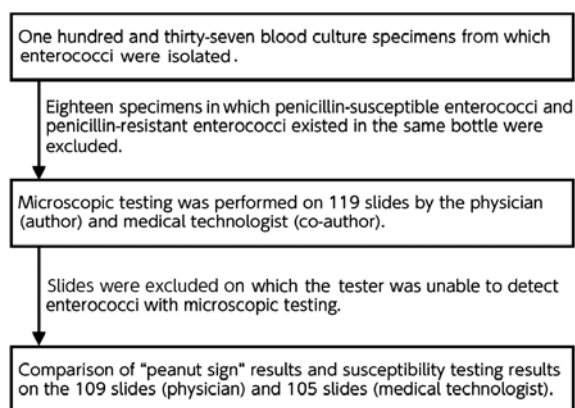 One hundred and thirty-seven blood culture specimens from which
enterococci were isolated.
Eighteen specimens in which penicillin-susceptible enterococci and
penicillin-resistant enterococci existed in the same bottle were
excluded.
Microscopic testing was performed on 119 slides by the physician
(author) and medical technologist (co-author).
Slides were excluded on which the tester was unable to detect
enterococci with microscopic testing.
Comparison of “peanut sign” results and susceptibility testing results
on the 109 slides (physician) and 105 slides (medical technologist).